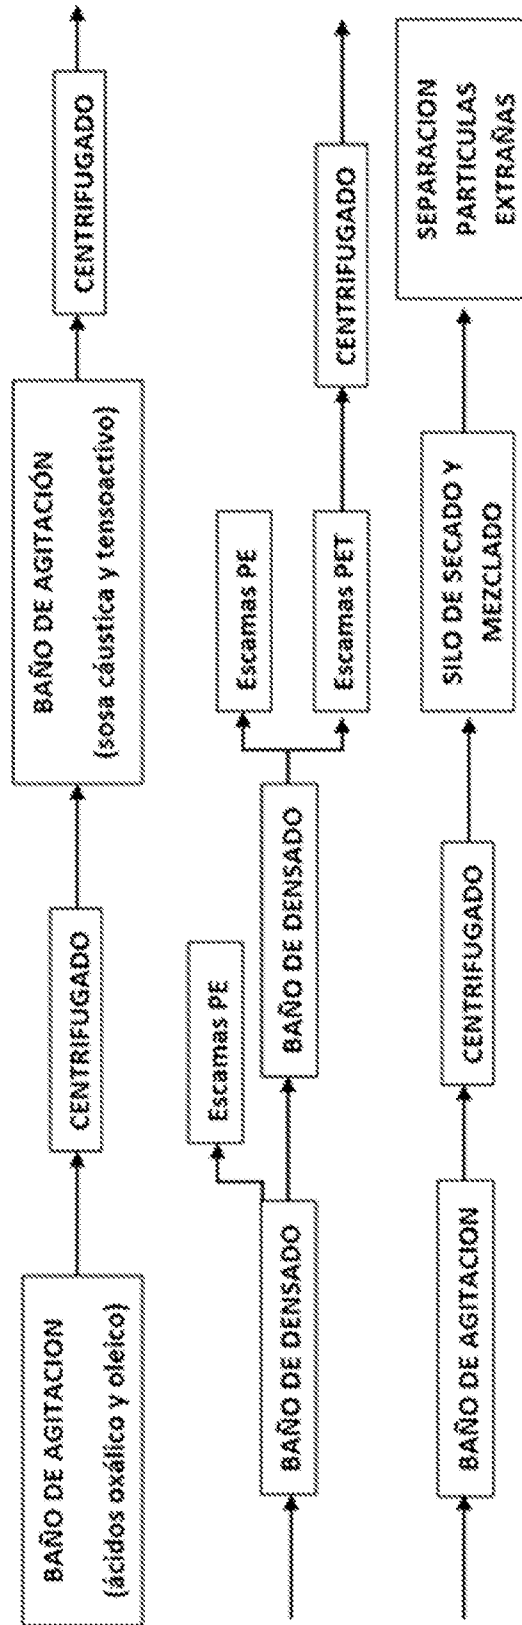 BAÑO DE AGITACION
(ácidos oxálico y oleico)
CENTRIFUGADO
BAÑO DE AGITACIÓN
(sosa cáustica y tensoactivo)
CENTRIFUGADO
BAÑO DE DENSADO
Escamas PE
BAÑO DE DENSADO
Escamas PE
Escamas PET
CENTRIFUGADO
BAÑO DE AGITACION
CENTRIFUGADO
SILO DE SECADO Y
MEZCLADO
SEPARACION
PARTICULAS
EXTRAÑAS